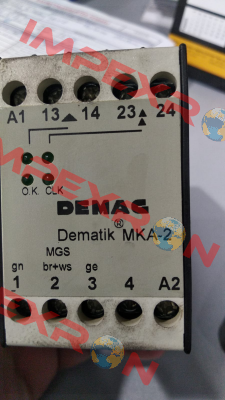 A1 13 14 23 24
O.K. CLK
DEMAG
®
Dematik MKA-2
MGS
gn br+ws ge
1 2 3 4 A2
IMPEXRON
IMPEXRON